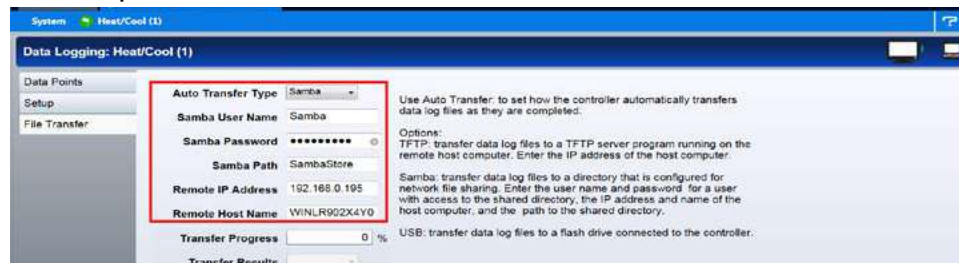 System Heat/Cool (1)
Data Logging: Heat/Cool (1)
Data Points
Setup
File Transfer
Auto Transfer Type Samba
Samba User Name Samba
Samba Password •••••••••
Samba Path SambaStore
Remote IP Address 192.168.0.195
Remote Host Name WINLR902X4Y0
Transfer Progress 0 %
Transfer Results
Use Auto Transfer: to set how the controller automatically transfers
data log files as they are completed.
Options:
TFTP: transfer data log files to a TFTP server program running on the
remote host computer. Enter the IP address of the host computer.
Samba: transfer data log files to a directory that is configured for
network file sharing. Enter the user name and password for a user
with access to the shared directory, the IP address and name of the
host computer, and the path to the shared directory.
USB: transfer data log files to a flash drive connected to the controller.